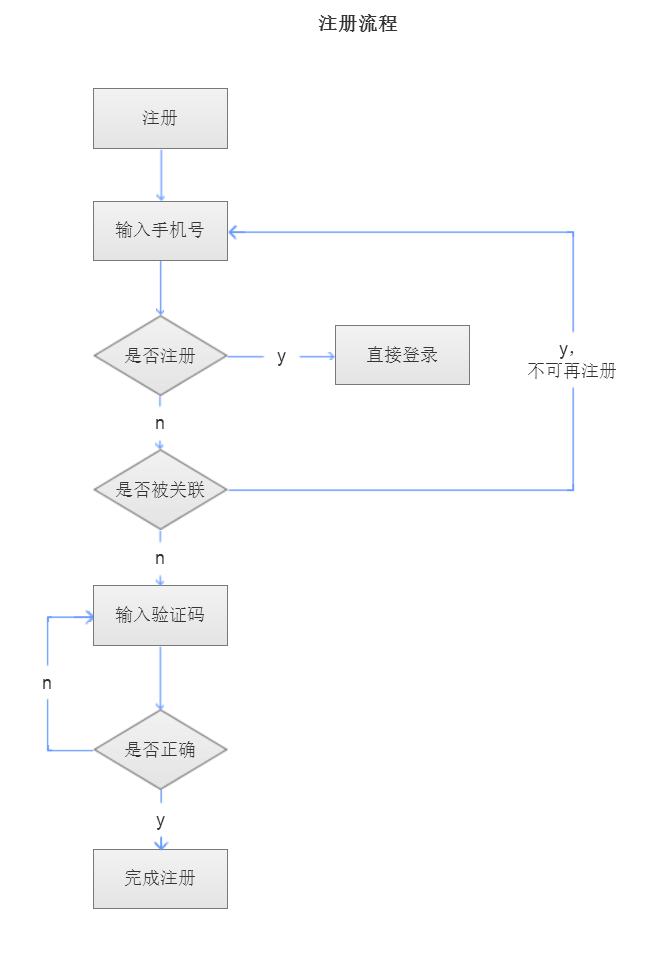 注册流程
注册
输入手机号
是否注册
y
直接登录
y，
不可再注册
n
是否被关联
n
输入验证码
n
是否正确
y
完成注册